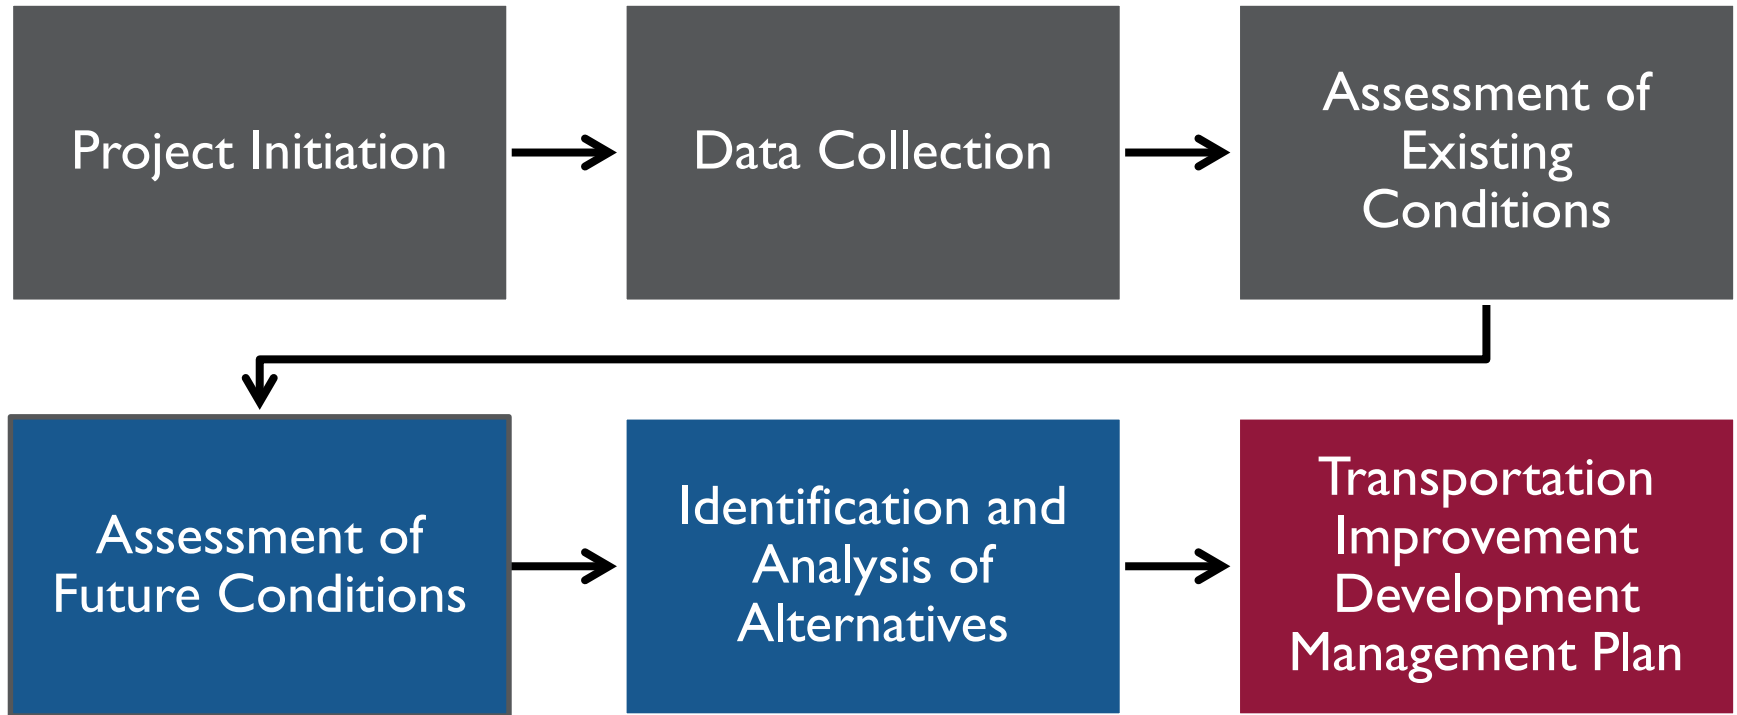 Project Initiation
Data Collection
Assessment of
Existing
Conditions
Assessment of
Future Conditions
Identification and
Analysis of
Alternatives
Transportation
Improvement
Development
Management Plan